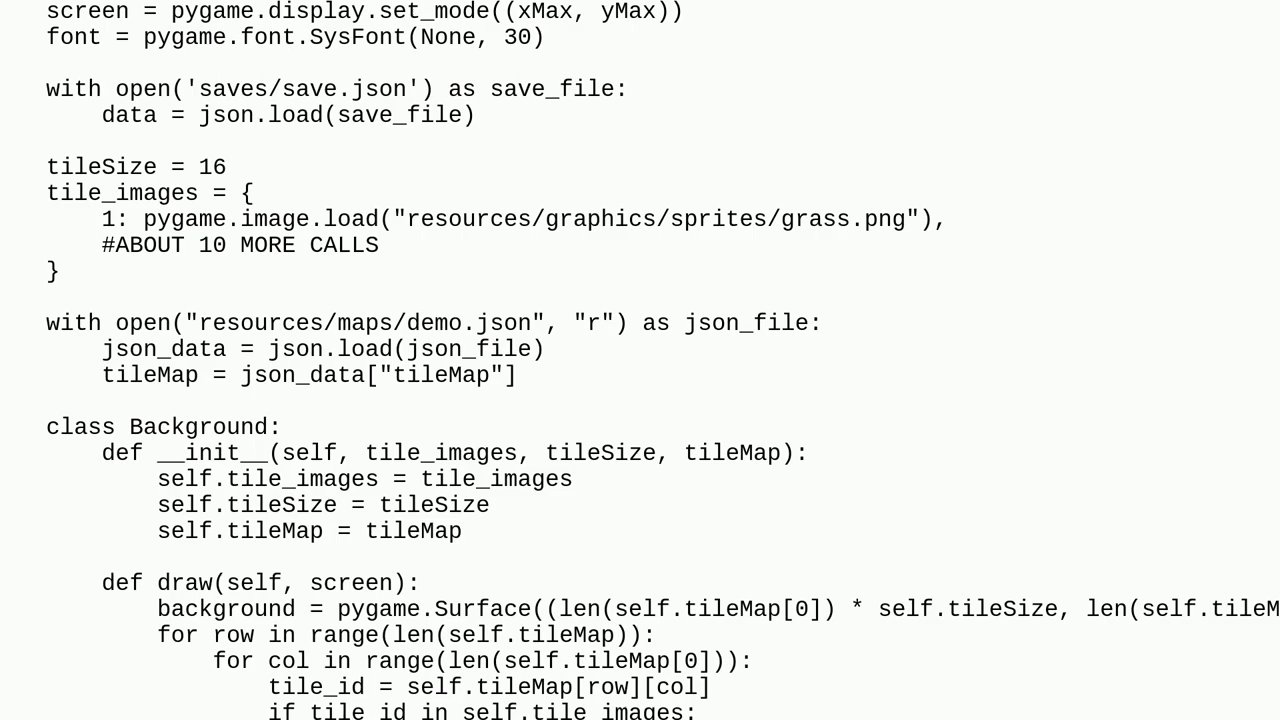 screen = pygame.display.set_mode((xMax, yMax))
font = pygame.font.SysFont(None, 30)

with open('saves/save.json') as save_file:
    data = json.load(save_file)

tileSize = 16
tile_images = {
    1: pygame.image.load("resources/graphics/sprites/grass.png"),
    #ABOUT 10 MORE CALLS
}

with open("resources/maps/demo.json", "r") as json_file:
    json_data = json.load(json_file)
    tileMap = json_data["tileMap"]

class Background:
    def __init__(self, tile_images, tileSize, tileMap):
        self.tile_images = tile_images
        self.tileSize = tileSize
        self.tileMap = tileMap

    def draw(self, screen):
        background = pygame.Surface((len(self.tileMap[0]) * self.tileSize, len(self.tileM
        for row in range(len(self.tileMap)):
            for col in range(len(self.tileMap[0])):
                tile_id = self.tileMap[row][col]
                if tile_id in self.tile_images: